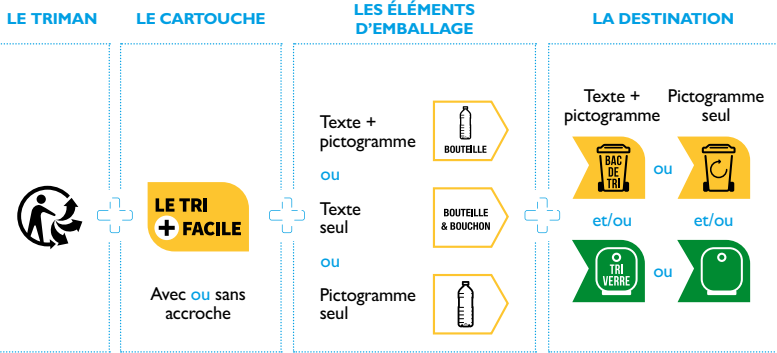 LE TRIMAN
LE CARTOUCHE
LES ÉLÉMENTS
D'EMBALLAGE
LA DESTINATION
LE TRI
+ FACILE
Avec ou sans
accroche
Texte +
pictogramme
BOUTEILLE
ou
Texte
seul
BOUTEILLE
& BOUCHON
ou
Pictogramme
seul
Texte +
pictogramme
Pictogramme
seul
BAC
DE
TRI
ou
et/ou
et/ou
TRI
VERRE
ou